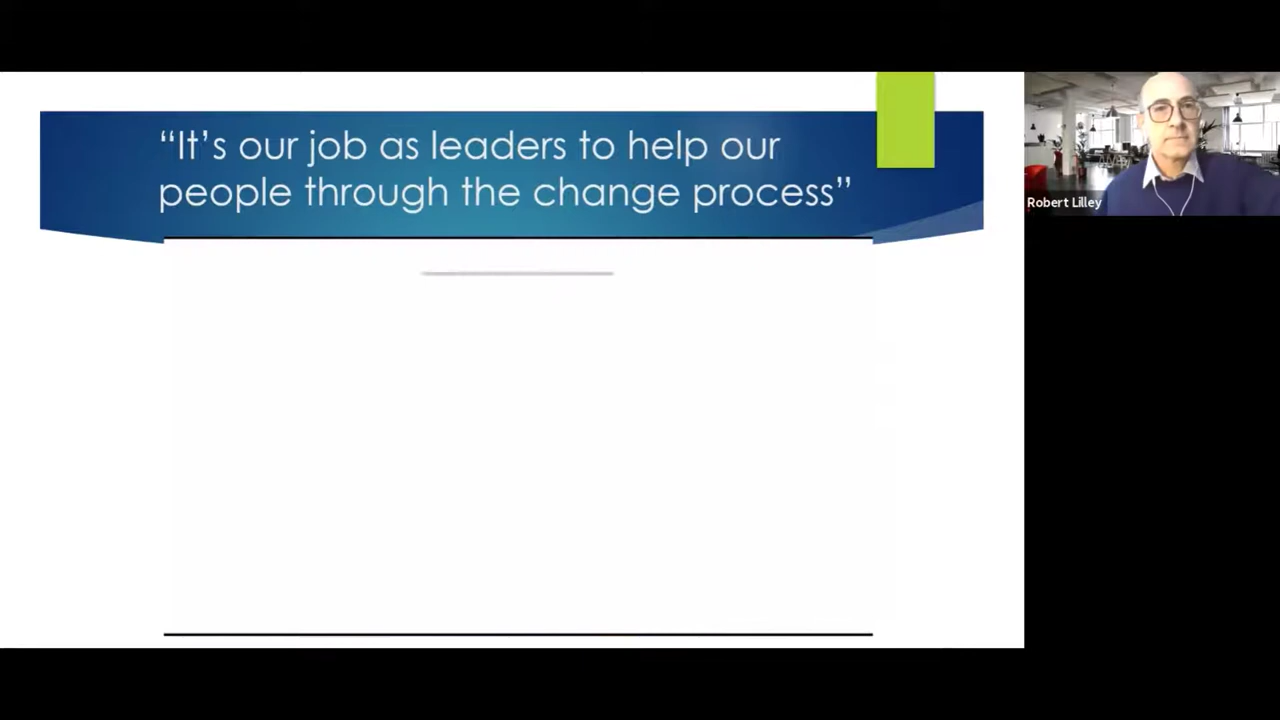 “It’s our job as leaders to help our
people through the change process”
Robert Lilley